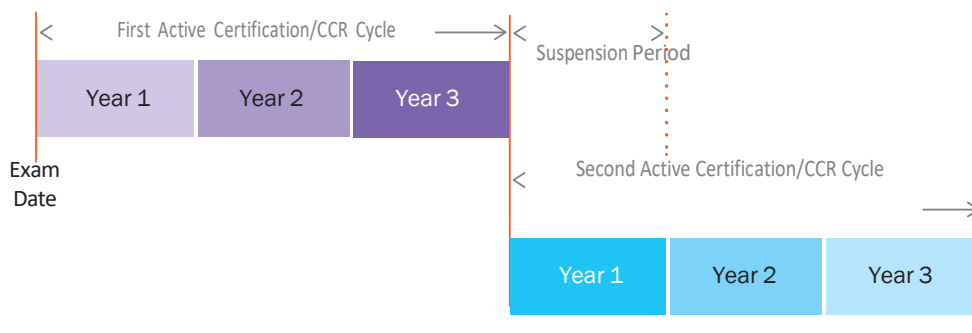 First Active Certification/CCR Cycle
Suspension Period
Year 1
Year 2
Year 3
Exam
Date
Second Active Certification/CCR Cycle
Year 1
Year 2
Year 3